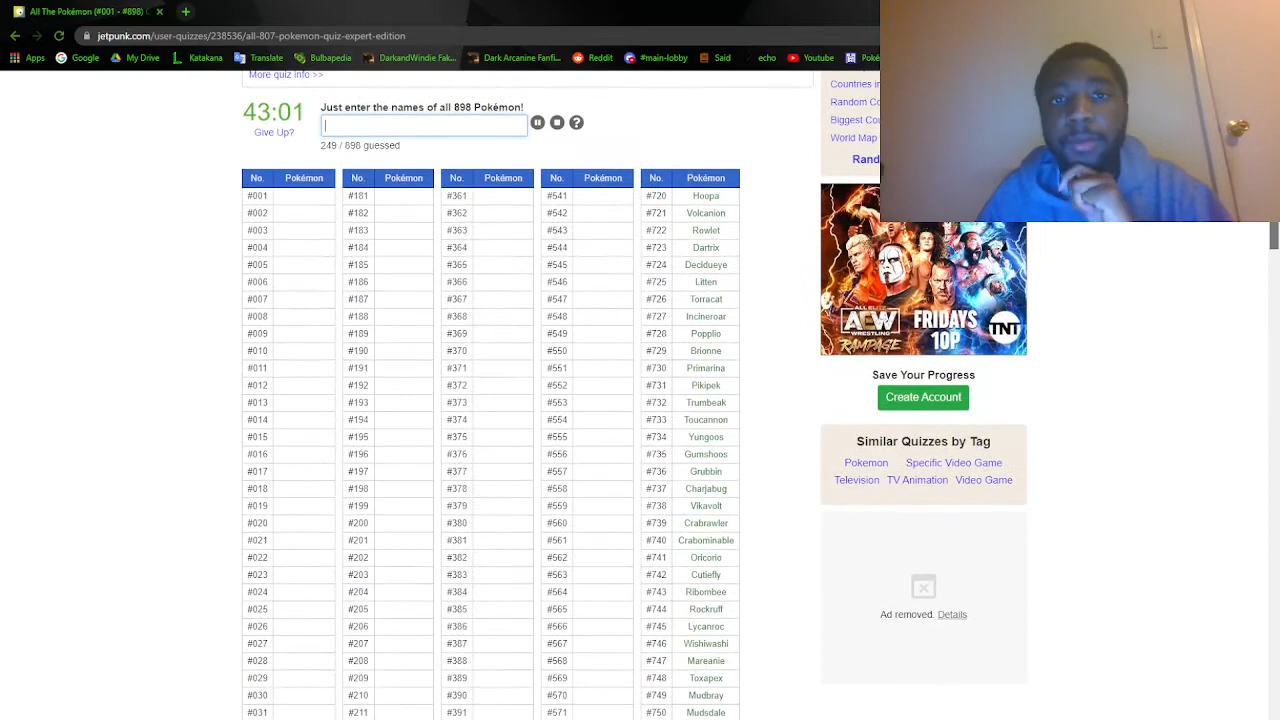 All The Pokémon (#001 - #898)
jetpunk.com/user-quizzes/238536/all-807-pokemon-quiz-expert-edition
Apps Google My Drive Katakana Translate Bulbapedia DarkandWindie Fak... Dark Arcanine Fanfi... Reddit #main-lobby Said echo Youtube
More quiz info >>
43:01
Give Up?
Just enter the names of all 898 Pokémon!
249 / 898 guessed
No. Pokémon No. Pokémon No. Pokémon No. Pokémon No. Pokémon
#001 #181 #361 #541 #720 Hoopa
#002 #182 #362 #542 #721 Volcanion
#003 #183 #363 #543 #722 Rowlet
#004 #184 #364 #544 #723 Dartrix
#005 #185 #365 #545 #724 Decidueye
#006 #186 #366 #546 #725 Litten
#007 #187 #367 #547 #726 Torracat
#008 #188 #368 #548 #727 Incineroar
#009 #189 #369 #549 #728 Popplio
#010 #190 #370 #550 #729 Brionne
#011 #191 #371 #551 #730 Primarina
#012 #192 #372 #552 #731 Pikipek
#013 #193 #373 #553 #732 Trumbeak
#014 #194 #374 #554 #733 Toucannon
#015 #195 #375 #555 #734 Yungoos
#016 #196 #376 #556 #735 Gumshoos
#017 #197 #377 #557 #736 Grubbin
#018 #198 #378 #558 #737 Charjabug
#019 #199 #379 #559 #738 Vikavolt
#020 #200 #380 #560 #739 Crabrawler
#021 #201 #381 #561 #740 Crabominable
#022 #202 #382 #562 #741 Oricorio
#023 #203 #383 #563 #742 Cutiefly
#024 #204 #384 #564 #743 Ribombee
#025 #205 #385 #565 #744 Rockruff
#026 #206 #386 #566 #745 Lycanroc
#027 #207 #387 #567 #746 Wishiwashi
#028 #208 #388 #568 #747 Mareanie
#029 #209 #389 #569 #748 Toxapex
#030 #210 #390 #570 #749 Mudbray
#031 #211 #391 #571 #750 Mudsdale
Countries in
Random Co
Biggest Cou
World Map
Rand
ALL ELITE
AEW
WRESTLING
RAMPAGE
FRIDAYS
10P
TNT
Save Your Progress
Create Account
Similar Quizzes by Tag
Pokemon Specific Video Game
Television TV Animation Video Game
Ad removed. Details